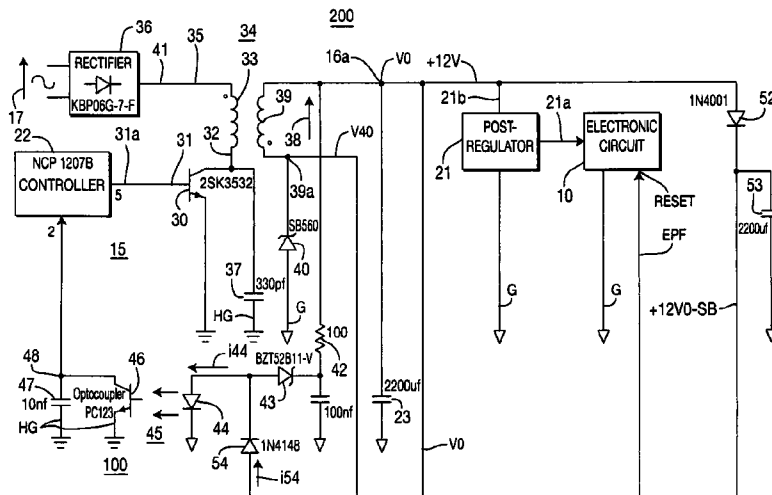 200
36
34
RECTIFIER
41
35
33
KBP06G-7-F
17
22
31a
31
32
39
38
16a
V0
+12V
21b
21a
1N4001
52
V40
NCP 1207B
CONTROLLER
5
2
2SK3532
30
39a
POST-
REGULATOR
21
ELECTRONIC
CIRCUIT
10
RESET
53
2200uf
SB560
40
15
37
330pf
HG
G
EPF
G
G
+12V0-SB
100
42
i44
BZT52B11-V
43
48
46
47
10nf
Optocoupler
PC123
HG
45
44
100nf
2200uf
23
54
1N4148
i54
V0
100